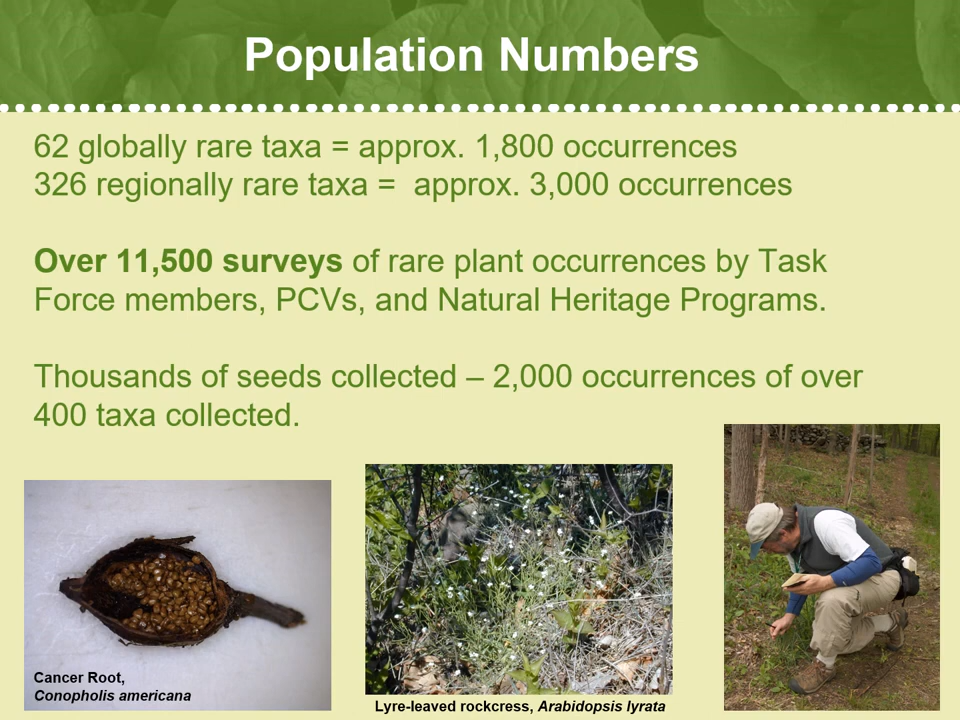 Population Numbers
62 globally rare taxa = approx. 1,800 occurrences
326 regionally rare taxa =  approx. 3,000 occurrences
Over 11,500 surveys of rare plant occurrences by Task
Force members, PCVs, and Natural Heritage Programs.
Thousands of seeds collected – 2,000 occurrences of over
400 taxa collected.
Cancer Root,
Conopholis americana
Lyre-leaved rockcress, Arabidopsis lyrata